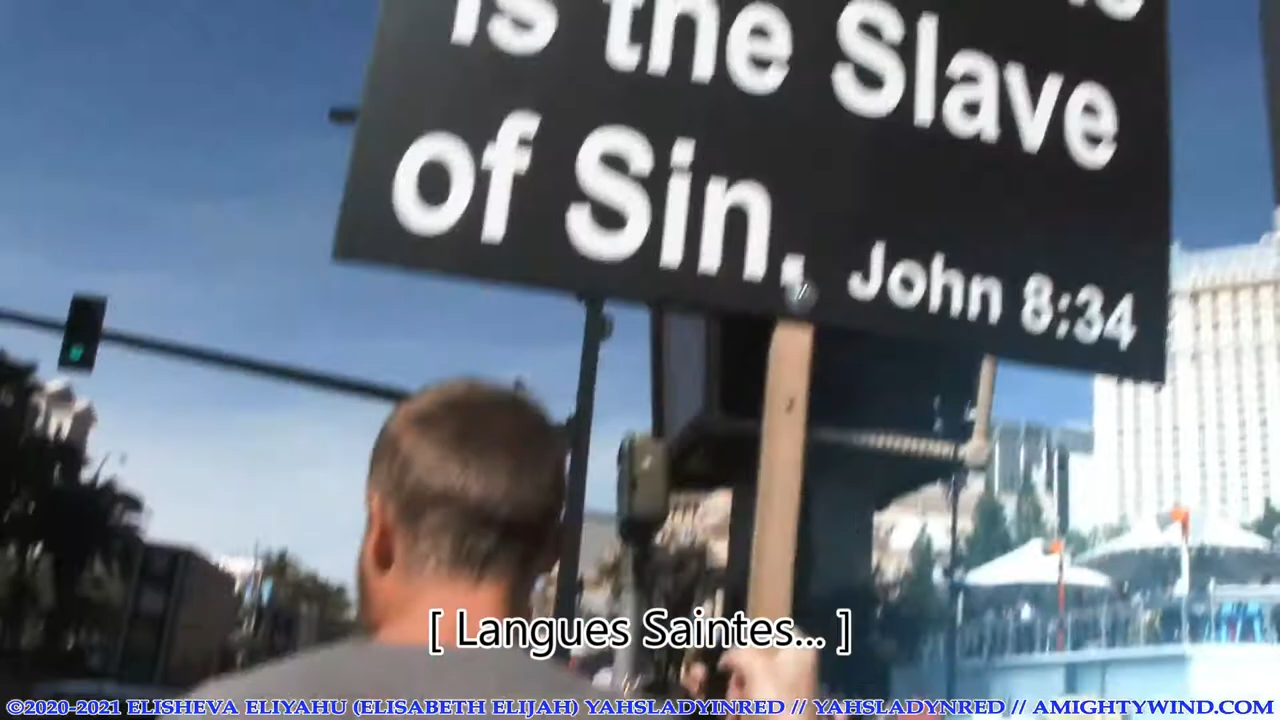 is the Slave
of Sin, John 8:34
[ Langues Saintes... ]
©2020-2021 ELISHEVA ELIYAHU (ELISABETH ELIJAH) YAHSLADYINRED // YAHSLADYNRED // AMIGHTYWIND.COM